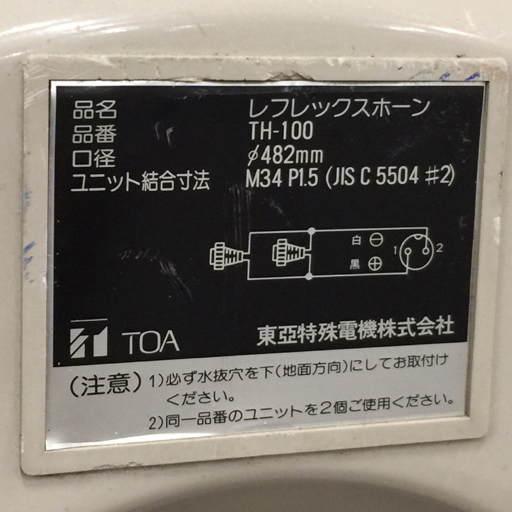 品名 レフレックスホーン
品番 TH-100
口径 φ482mm
ユニット結合寸法 M34 P1.5 (JIS C 5504 #2)
白 ⊖
黒 ⊕
1 2
TOA 東亞特殊電機株式会社
(注意) 1)必ず水抜穴を下(地面方向)にしてお取付け
ください。
2)同一品番のユニットを2個ご使用ください。